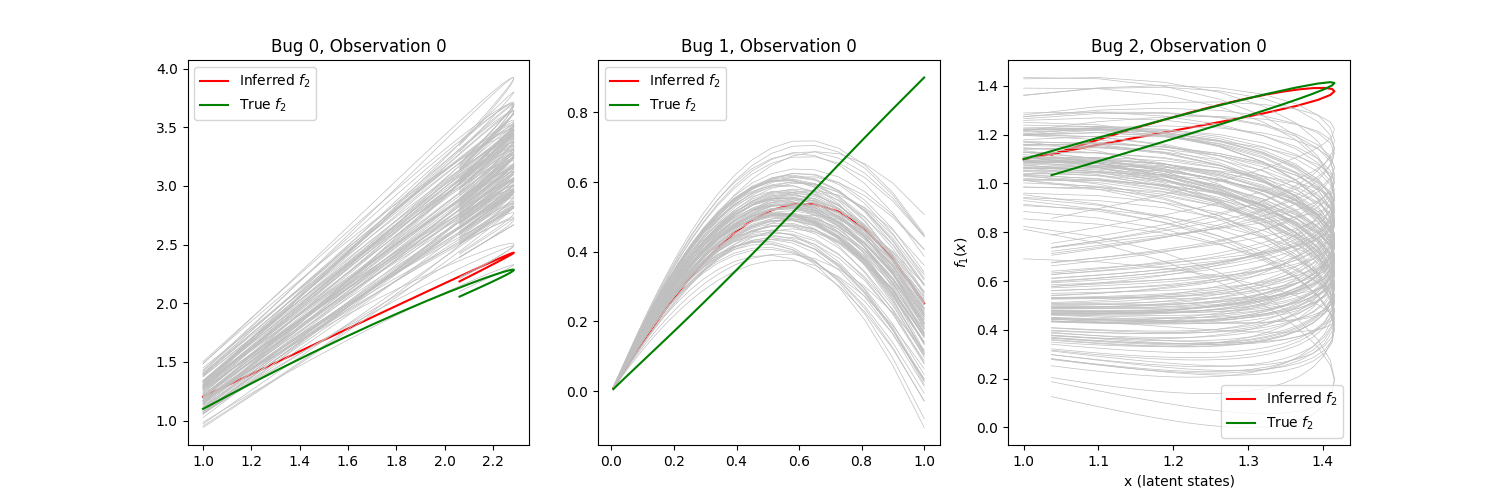 Bug 0, Observation 0
Inferred f₂
True f₂
4.0
3.5
3.0
2.5
2.0
1.5
1.0
1.0 1.2 1.4 1.6 1.8 2.0 2.2
Bug 1, Observation 0
Inferred f₂
True f₂
0.8
0.6
0.4
0.2
0.0
0.0 0.2 0.4 0.6 0.8 1.0
Bug 2, Observation 0
f₁(x)
1.4
1.2
1.0
0.8
0.6
0.4
0.2
0.0
Inferred f₂
True f₂
1.0 1.1 1.2 1.3 1.4
x (latent states)